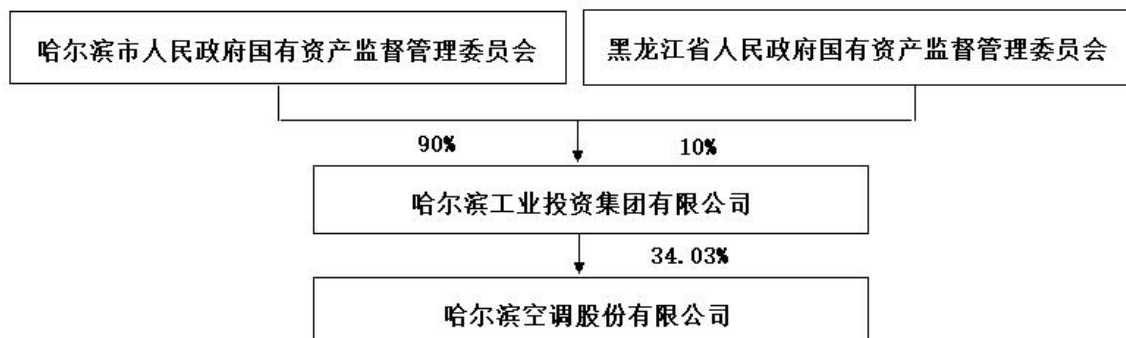 哈尔滨市人民政府国有资产监督管理委员会
黑龙江省人民政府国有资产监督管理委员会
90%
10%
哈尔滨工业投资集团有限公司
34.03%
哈尔滨空调股份有限公司